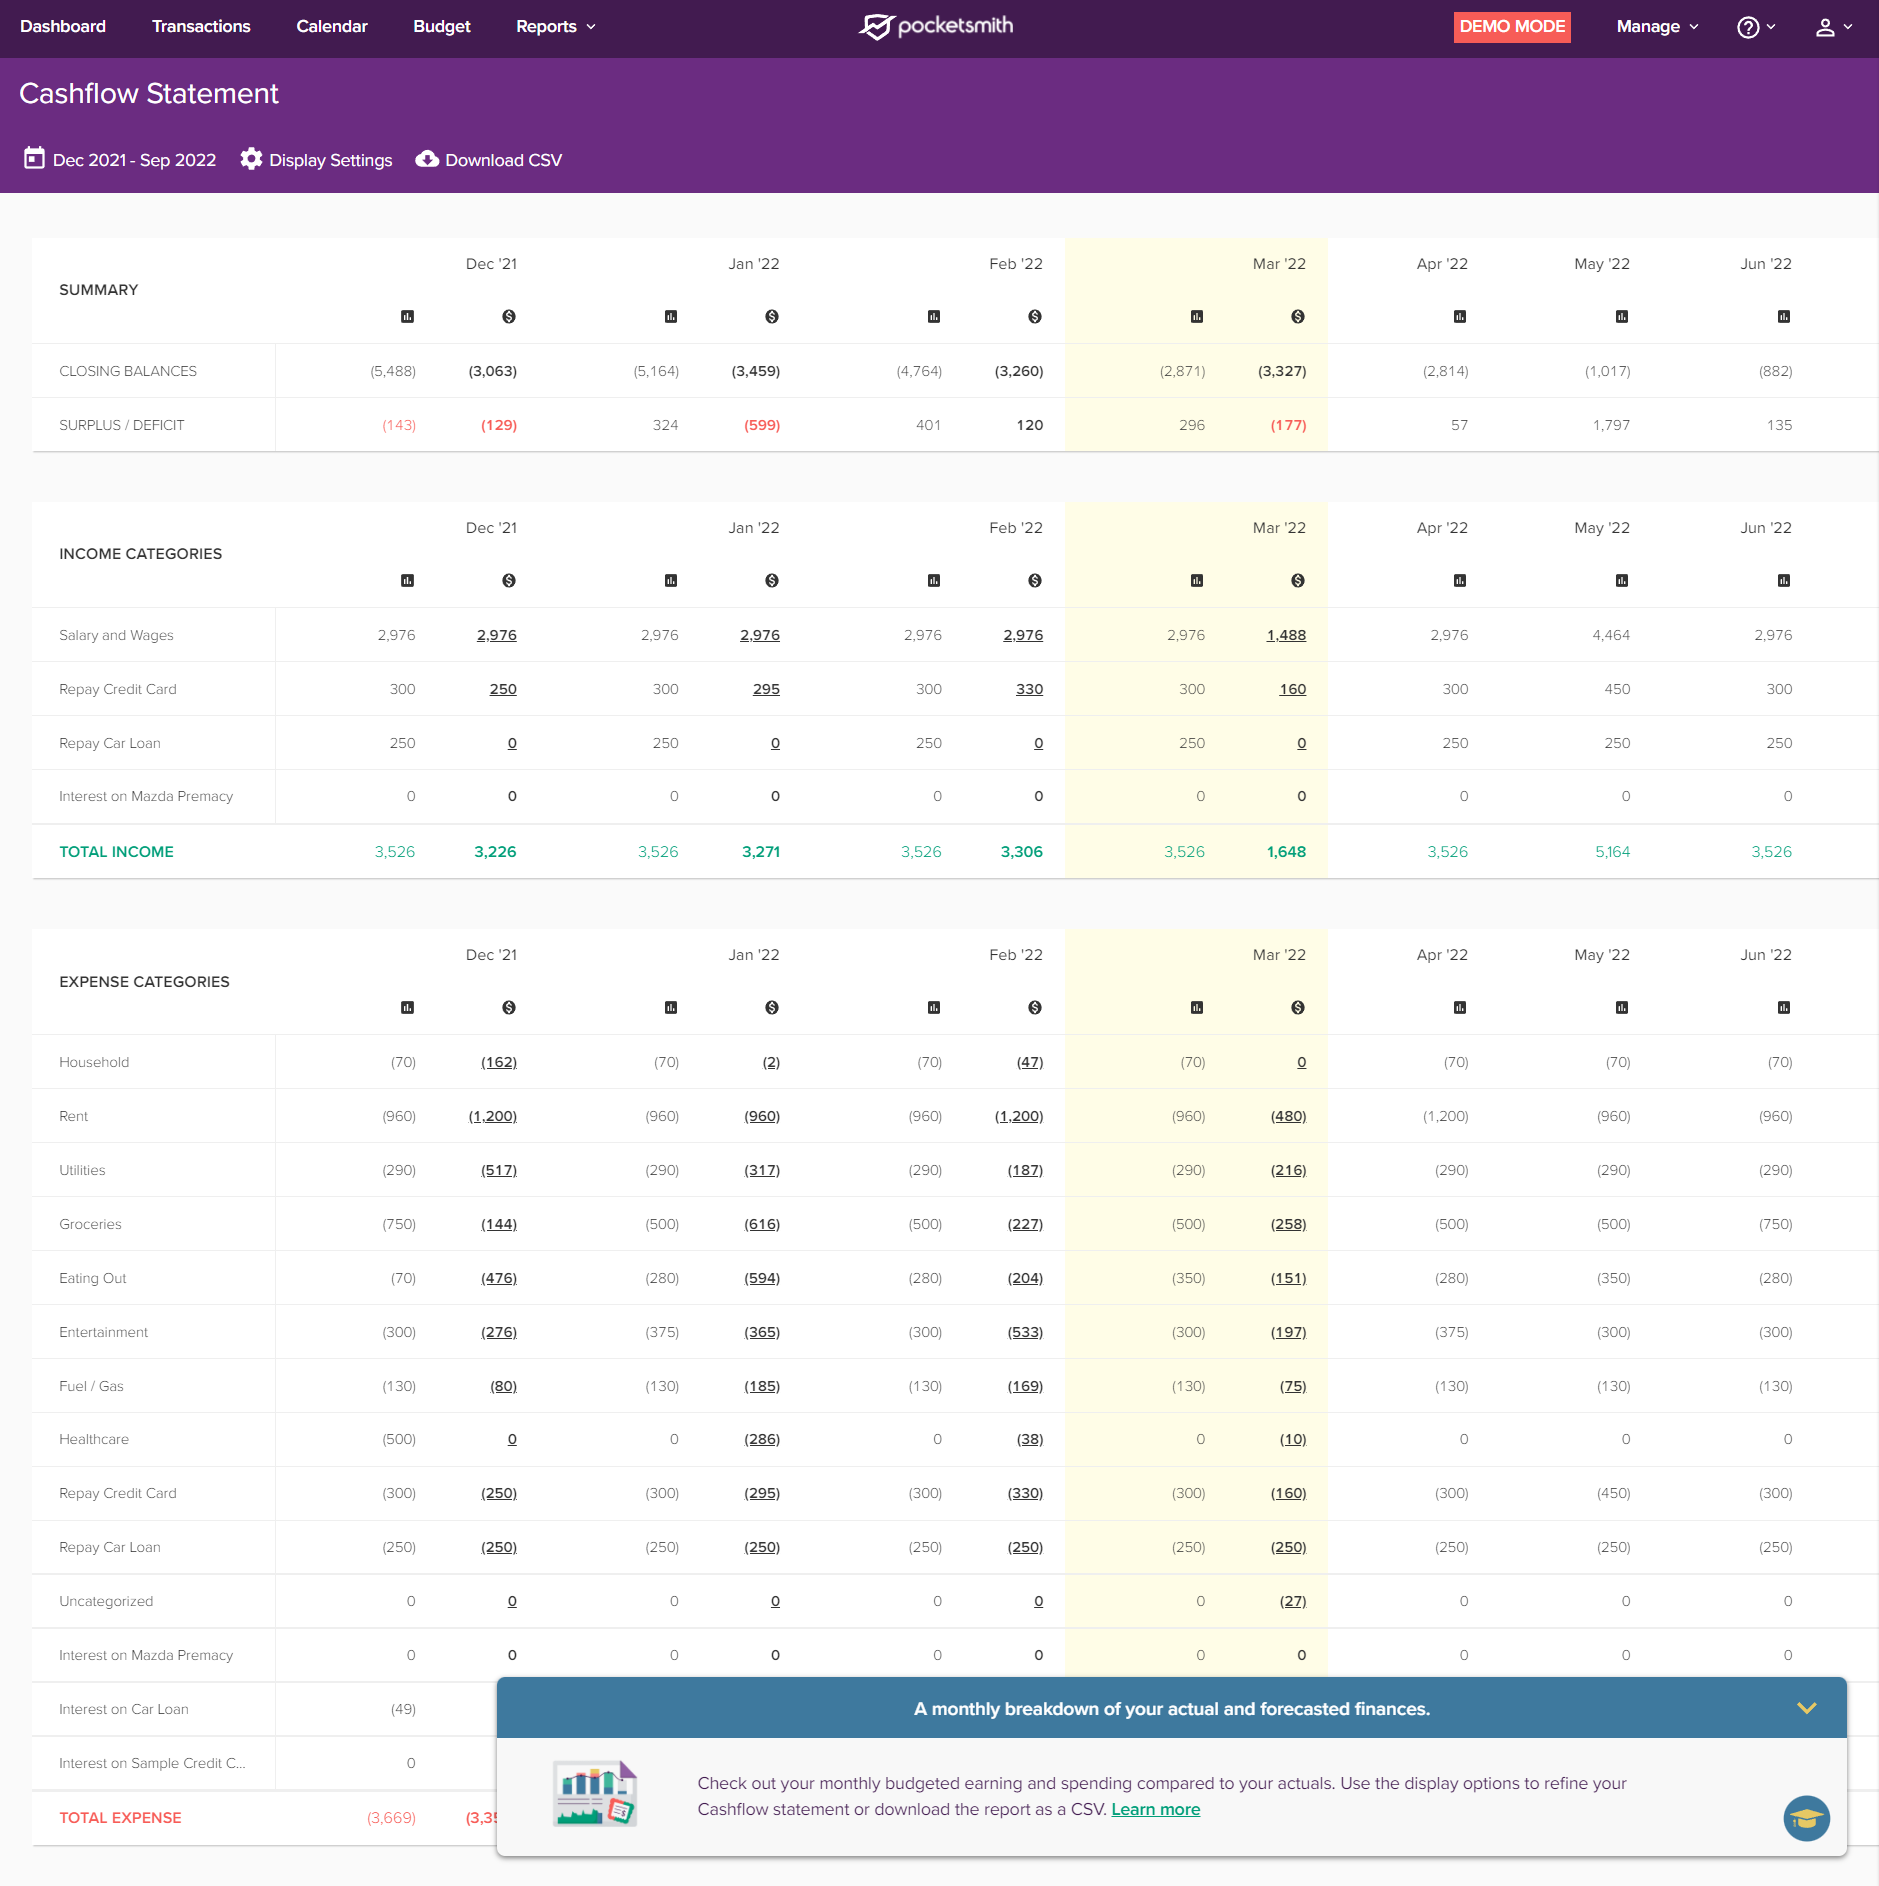 Dashboard Transactions Calendar Budget Reports pocketsmith DEMO MODE Manage
Cashflow Statement
Dec 2021 - Sep 2022 Display Settings Download CSV
SUMMARY Dec '21 Jan '22 Feb '22 Mar '22 Apr '22 May '22 Jun '22
CLOSING BALANCES (5,488) (3,063) (5,164) (3,459) (4,764) (3,260) (2,871) (3,327) (2,814) (1,017) (882)
SURPLUS / DEFICIT (143) (129) 324 (599) 401 120 296 (177) 57 1,797 135
INCOME CATEGORIES Dec '21 Jan '22 Feb '22 Mar '22 Apr '22 May '22 Jun '22
Salary and Wages 2,976 2,976 2,976 2,976 2,976 2,976 2,976 1,488 2,976 4,464 2,976
Repay Credit Card 300 250 300 295 300 330 300 160 300 450 300
Repay Car Loan 250 0 250 0 250 0 250 0 250 250 250
Interest on Mazda Premacy 0 0 0 0 0 0 0 0 0 0 0
TOTAL INCOME 3,526 3,226 3,526 3,271 3,526 3,306 3,526 1,648 3,526 5,164 3,526
EXPENSE CATEGORIES Dec '21 Jan '22 Feb '22 Mar '22 Apr '22 May '22 Jun '22
Household (70) (162) (70) (2) (70) (47) (70) 0 (70) (70) (70)
Rent (960) (1,200) (960) (960) (960) (1,200) (960) (480) (1,200) (960) (960)
Utilities (290) (517) (290) (317) (290) (187) (290) (216) (290) (290) (290)
Groceries (750) (144) (500) (616) (500) (227) (500) (258) (500) (500) (750)
Eating Out (70) (476) (280) (594) (280) (204) (350) (151) (280) (350) (280)
Entertainment (300) (276) (375) (365) (300) (533) (300) (197) (375) (300) (300)
Fuel / Gas (130) (80) (130) (185) (130) (169) (130) (75) (130) (130) (130)
Healthcare (500) 0 0 (286) 0 (38) 0 (10) 0 0 0
Repay Credit Card (300) (250) (300) (295) (300) (330) (300) (160) (300) (450) (300)
Repay Car Loan (250) (250) (250) (250) (250) (250) (250) (250) (250) (250) (250)
Uncategorized 0 0 0 0 0 0 0 (27) 0 0 0
Interest on Mazda Premacy 0 0 0 0 0 0 0 0 0 0 0
Interest on Car Loan (49)
Interest on Sample Credit C... 0
TOTAL EXPENSE (3,669)
A monthly breakdown of your actual and forecasted finances.
Check out your monthly budgeted earning and spending compared to your actuals. Use the display options to refine your
Cashflow statement or download the report as a CSV. Learn more